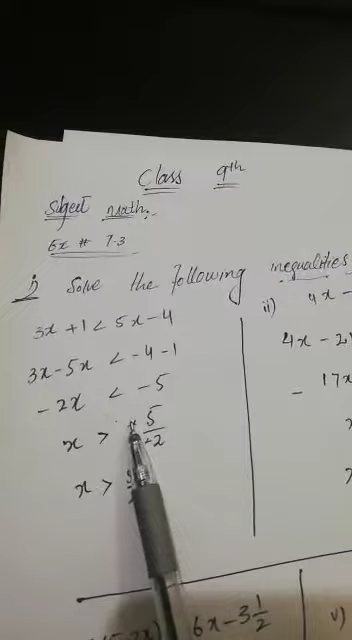 Class 9th
Subject math:-
Ex # 7.3
i) Solve the following inequalities
3x + 1 < 5x - 4
3x - 5x < -4 - 1
-2x < -5
x > 5/-2
x >
ii) 4x -
4x - 2
- 17x
6x - 3 1/2
v)